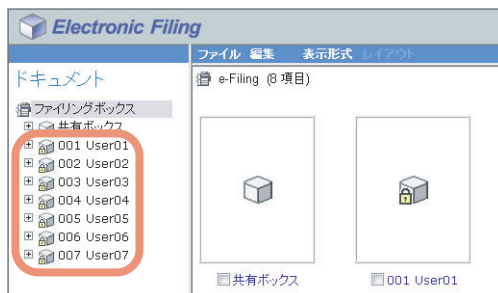 Electronic Filing
ファイル 編集 表示形式 レイアウト
ドキュメント
e-Filing (8 項目)
ファイリングボックス
共有ボックス
001 User01
002 User02
003 User03
004 User04
005 User05
006 User06
007 User07
共有ボックス
001 User01